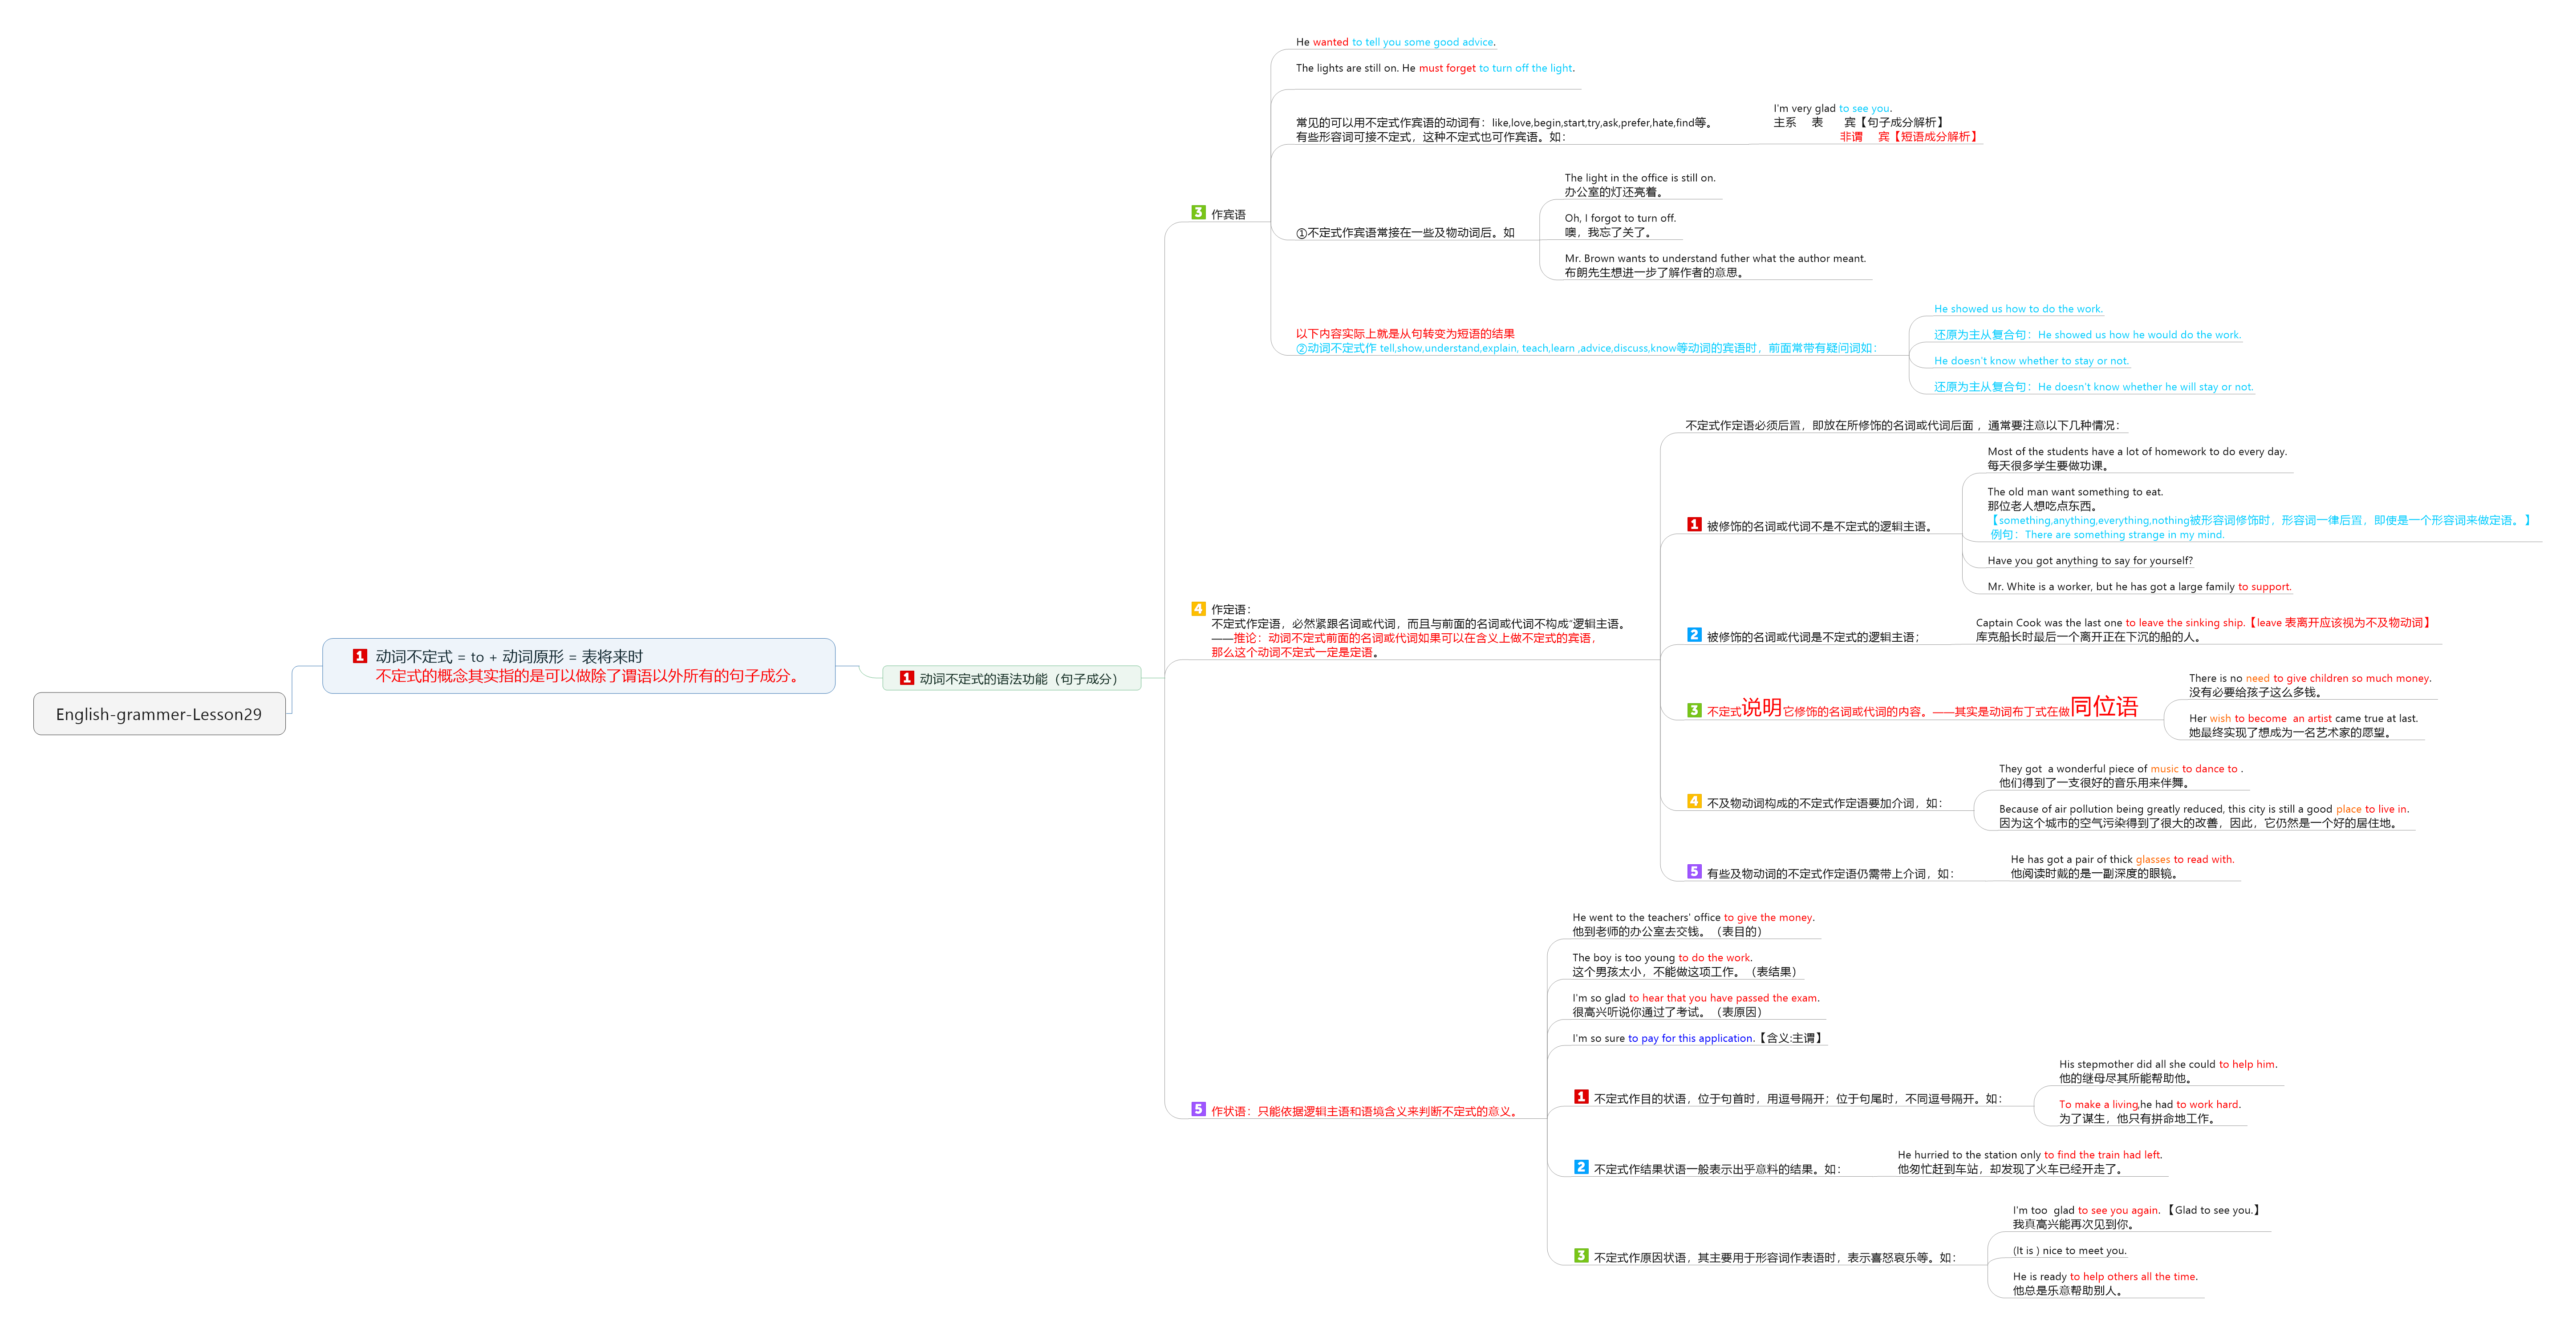 English-grammer-Lesson29
1 动词不定式 = to + 动词原形 = 表将来时
不定式的概念其实指的是可以做除了谓语以外所有的句子成分。
1 动词不定式的语法功能（句子成分）
3 作宾语
He wanted to tell you some good advice.
The lights are still on. He must forget to turn off the light.
常见的可以用不定式作宾语的动词有：like,love,begin,start,try,ask,prefer,hate,find等。
有些形容词可接不定式，这种不定式也可作宾语。如：
I'm very glad to see you.
主系 表 宾【句子成分解析】
非谓 宾【短语成分解析】
①不定式作宾语常接在一些及物动词后。如
The light in the office is still on.
办公室的灯还亮着。
Oh, I forgot to turn off.
噢，我忘了关了。
Mr. Brown wants to understand futher what the author meant.
布朗先生想进一步了解作者的意思。
以下内容实际上就是从句转变为短语的结果
②动词不定式作 tell,show,understand,explain, teach,learn ,advice,discuss,know等动词的宾语时，前面常带有疑问词如：
He showed us how to do the work.
还原为主从复合句：He showed us how he would do the work.
He doesn't know whether to stay or not.
还原为主从复合句：He doesn't know whether he will stay or not.
4 作定语：
不定式作定语，必然紧跟名词或代词，而且与前面的名词或代词不构成“逻辑主语。
——推论：动词不定式前面的名词或代词如果可以在含义上做不定式的宾语，
那么这个动词不定式一定是定语。
不定式作定语必须后置，即放在所修饰的名词或代词后面 ，通常要注意以下几种情况：
1 被修饰的名词或代词不是不定式的逻辑主语。
Most of the students have a lot of homework to do every day.
每天很多学生要做功课。
The old man want something to eat.
那位老人想吃点东西。
【something,anything,everything,nothing被形容词修饰时，形容词一律后置，即使是一个形容词来做定语。】
例句：There are something strange in my mind.
Have you got anything to say for yourself?
Mr. White is a worker, but he has got a large family to support.
2 被修饰的名词或代词是不定式的逻辑主语；
Captain Cook was the last one to leave the sinking ship.【leave 表离开应该视为不及物动词】
库克船长时最后一个离开正在下沉的船的人。
3 不定式说明它修饰的名词或代词的内容。——其实是动词布丁式在做同位语
There is no need to give children so much money.
没有必要给孩子这么多钱。
Her wish to become an artist came true at last.
她最终实现了想成为一名艺术家的愿望。
4 不及物动词构成的不定式作定语要加介词，如：
They got a wonderful piece of music to dance to .
他们得到了一支很好的音乐用来伴舞。
Because of air pollution being greatly reduced, this city is still a good place to live in.
因为这个城市的空气污染得到了很大的改善，因此，它仍然是一个好的居住地。
5 有些及物动词的不定式作定语仍需带上介词，如：
He has got a pair of thick glasses to read with.
他阅读时戴的是一副深度的眼镜。
5 作状语：只能依据逻辑主语和语境含义来判断不定式的意义。
He went to the teachers' office to give the money.
他到老师的办公室去交钱。（表目的）
The boy is too young to do the work.
这个男孩太小，不能做这项工作。（表结果）
I'm so glad to hear that you have passed the exam.
很高兴听说你通过了考试。（表原因）
I'm so sure to pay for this application.【含义:主谓】
1 不定式作目的状语，位于句首时，用逗号隔开；位于句尾时，不同逗号隔开。如：
His stepmother did all she could to help him.
他的继母尽其所能帮助他。
To make a living,he had to work hard.
为了谋生，他只有拼命地工作。
2 不定式作结果状语一般表示出乎意料的结果。如：
He hurried to the station only to find the train had left.
他匆忙赶到车站，却发现了火车已经开走了。
3 不定式作原因状语，其主要用于形容词作表语时，表示喜怒哀乐等。如：
I'm too glad to see you again. 【Glad to see you.】
我真高兴能再次见到你。
(It is ) nice to meet you.
He is ready to help others all the time.
他总是乐意帮助别人。